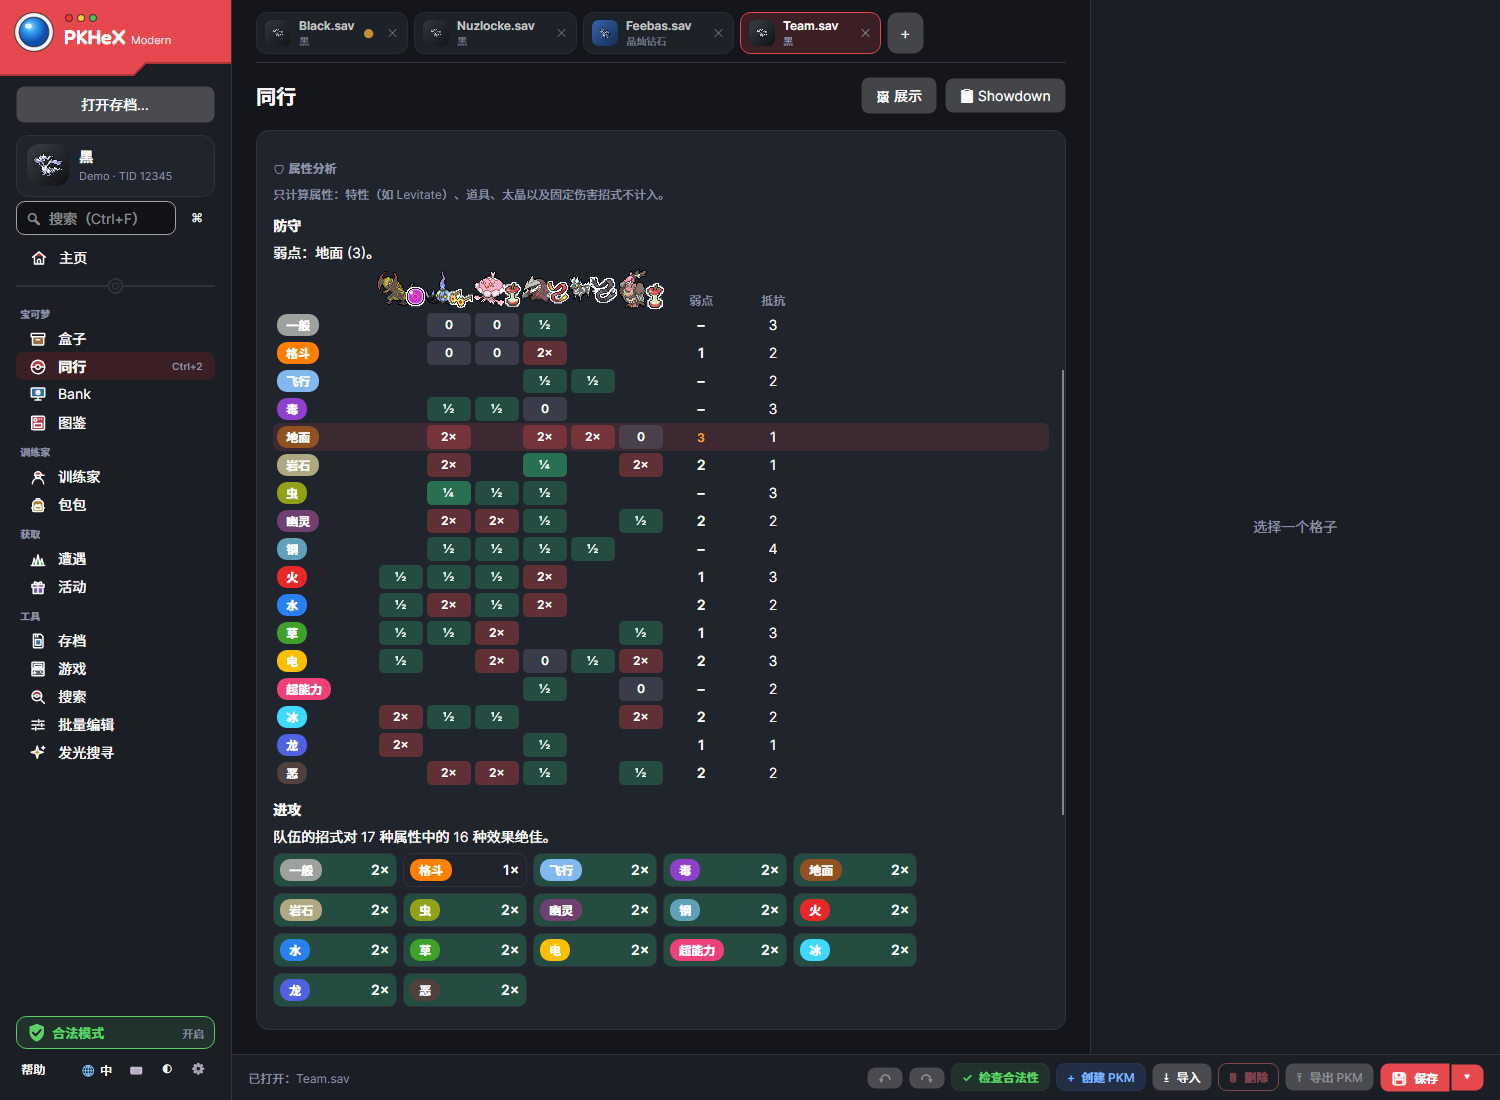 PKHeX Modern
打开存档...
黑
Demo · TID 12345
搜索（Ctrl+F） ⌘
主页
宝可梦
盒子
同行 Ctrl+2
Bank
图鉴
训练家
训练家
包包
获取
遭遇
活动
工具
存档
游戏
搜索
批量编辑
发光搜寻
合法模式 开启
帮助 中
Black.sav
黑
Nuzlocke.sav
黑
Feebas.sav
晶灿钻石
Team.sav
黑
+
同行
展示 Showdown
属性分析
只计算属性：特性（如 Levitate）、道具、太晶以及固定伤害招式不计入。
防守
弱点：地面 (3)。
弱点 抵抗
一般 0 0 ½ – 3
格斗 0 0 2× 1 2
飞行 ½ ½ – 2
毒 ½ ½ 0 – 3
地面 2× 2× 2× 0 3 1
岩石 2× ¼ 2× 2 1
虫 ¼ ½ ½ – 3
幽灵 2× 2× ½ ½ 2 2
钢 ½ ½ ½ ½ – 4
火 ½ ½ ½ 2× 1 3
水 ½ 2× ½ 2× 2 2
草 ½ ½ 2× ½ 1 3
电 ½ 2× 0 ½ 2× 2 3
超能力 ½ 0 – 2
冰 2× ½ ½ 2× 2 2
龙 2× ½ 1 1
恶 2× 2× ½ ½ 2 2
进攻
队伍的招式对 17 种属性中的 16 种效果绝佳。
一般 2× 格斗 1× 飞行 2× 毒 2× 地面 2×
岩石 2× 虫 2× 幽灵 2× 钢 2× 火 2×
水 2× 草 2× 电 2× 超能力 2× 冰 2×
龙 2× 恶 2×
选择一个格子
已打开：Team.sav
检查合法性 + 创建 PKM 导入 删除 导出 PKM 保存